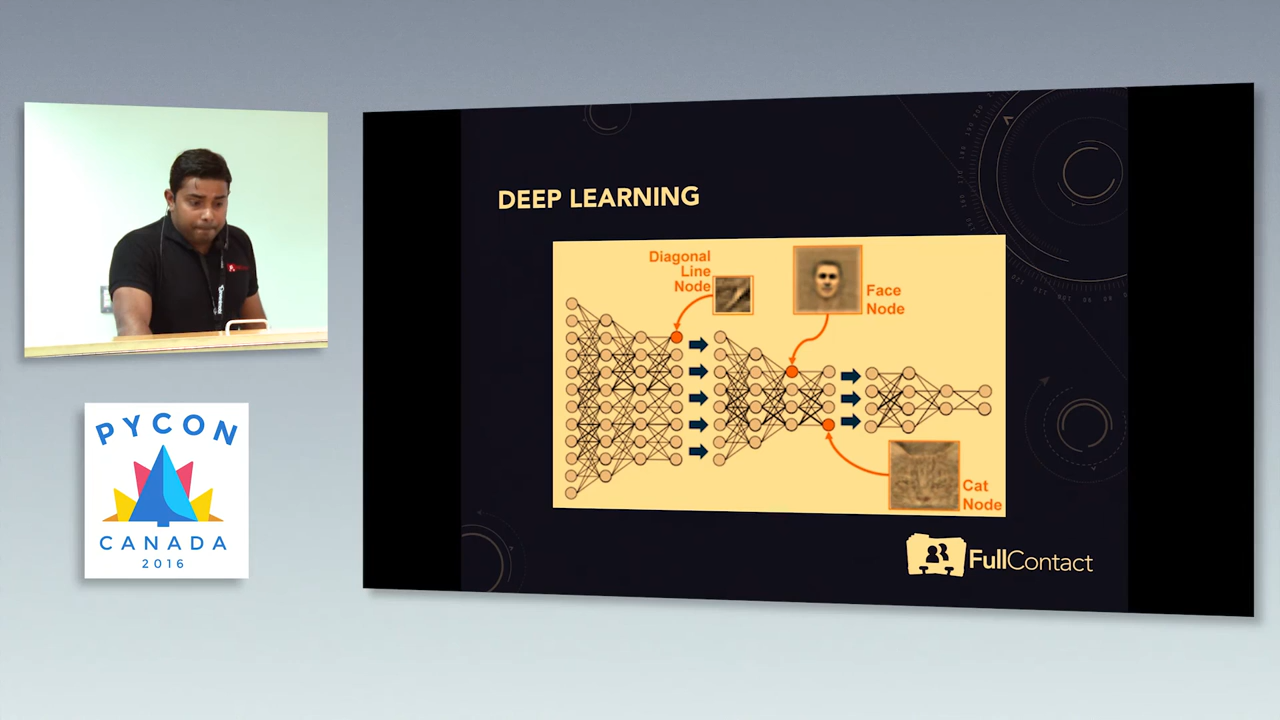 DEEP LEARNING
Diagonal
Line
Node
Face
Node
Cat
Node
FullContact
PYCON
CANADA
2016